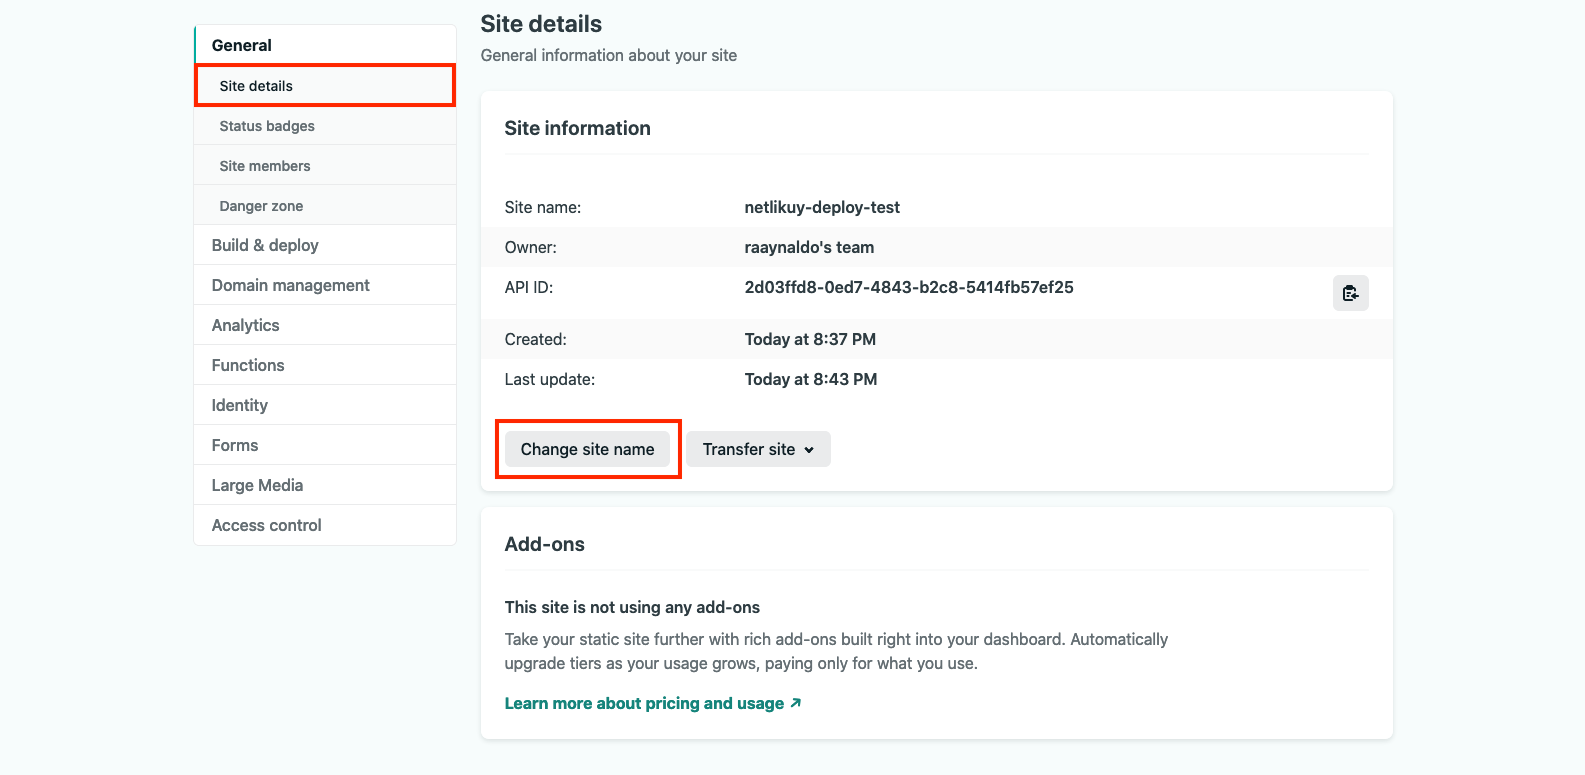 General
Site details
Status badges
Site members
Danger zone
Build & deploy
Domain management
Analytics
Functions
Identity
Forms
Large Media
Access control
Site details
General information about your site
Site information
Site name: netlikuy-deploy-test
Owner: raaynaldo's team
API ID: 2d03ffd8-0ed7-4843-b2c8-5414fb57ef25
Created: Today at 8:37 PM
Last update: Today at 8:43 PM
Change site name Transfer site
Add-ons
This site is not using any add-ons
Take your static site further with rich add-ons built right into your dashboard. Automatically
upgrade tiers as your usage grows, paying only for what you use.
Learn more about pricing and usage